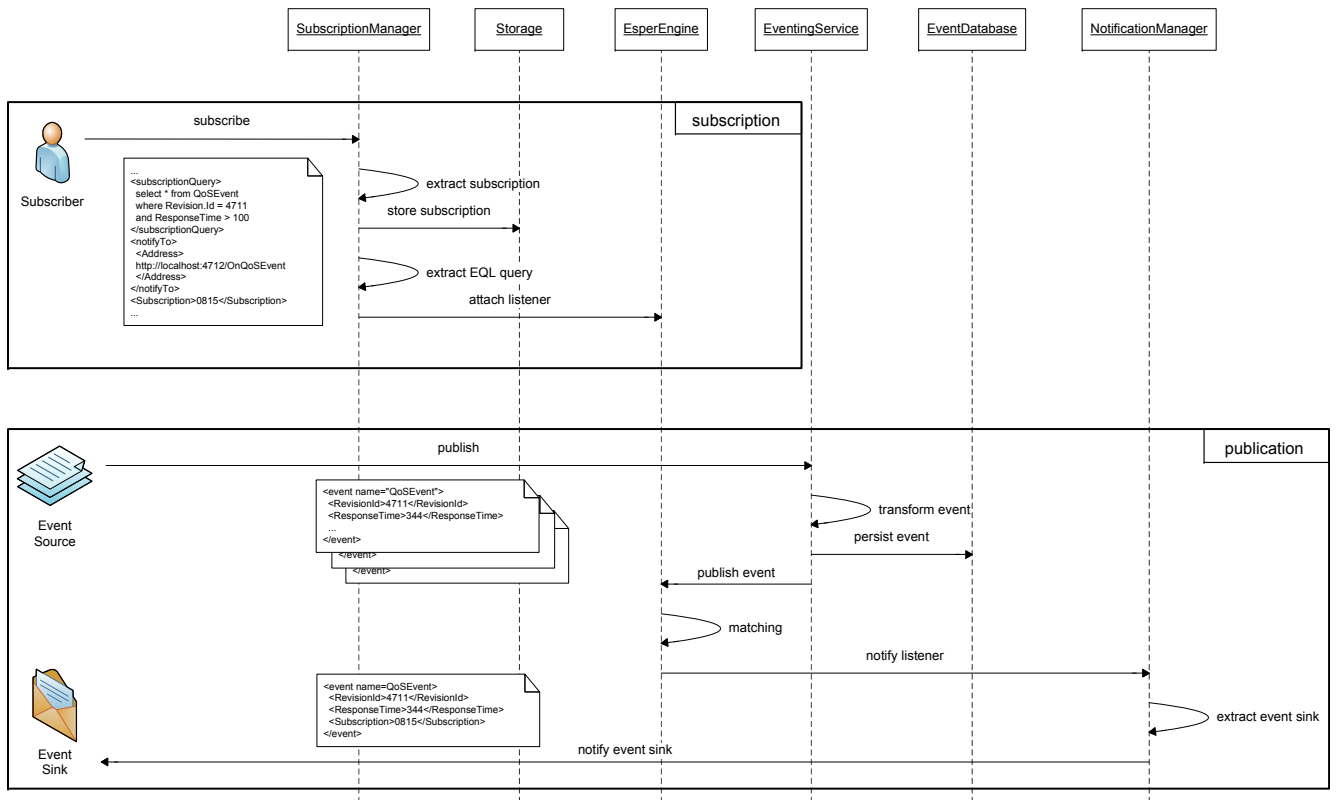 SubscriptionManager
Storage
EsperEngine
EventingService
EventDatabase
NotificationManager
subscription
subscribe
Subscriber
...
<subscriptionQuery>
select * from QoSEvent
where Revision.Id = 4711
and ResponseTime > 100
</subscriptionQuery>
<notifyTo>
<Address>
http://localhost:4712/OnQoSEvent
</Address>
</notifyTo>
<Subscription>0815</Subscription>
...
extract subscription
store subscription
extract EQL query
attach listener
publication
publish
Event
Source
<event name="QoSEvent">
<RevisionId>4711</RevisionId>
<ResponseTime>344</ResponseTime>
...
</event>
</event>
</event>
transform event
persist event
publish event
matching
notify listener
<event name=QoSEvent>
<RevisionId>4711</RevisionId>
<ResponseTime>344</ResponseTime>
<Subscription>0815</Subscription>
</event>
extract event sink
notify event sink
Event
Sink